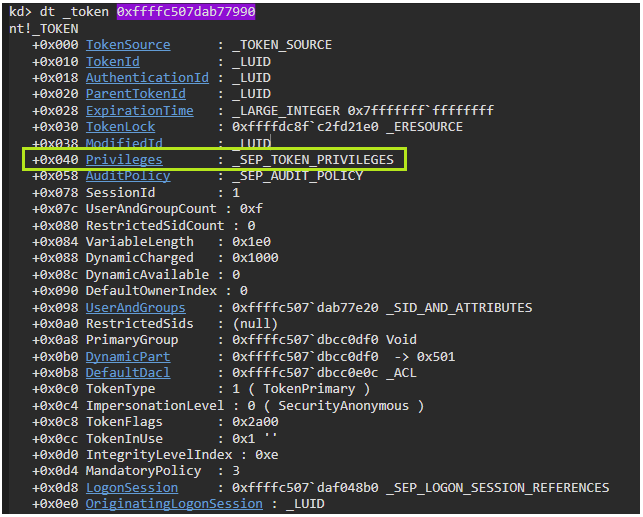 kd> dt _token 0xffffc507dab77990
nt!_TOKEN
+0x000 TokenSource : _TOKEN_SOURCE
+0x010 TokenId : _LUID
+0x018 AuthenticationId : _LUID
+0x020 ParentTokenId : _LUID
+0x028 ExpirationTime : _LARGE_INTEGER 0x7fffffff`ffffffff
+0x030 TokenLock : 0xffffdc8f`c2fd21e0 _ERESOURCE
+0x038 ModifiedId : _LUID
+0x040 Privileges : _SEP_TOKEN_PRIVILEGES
+0x058 AuditPolicy : _SEP_AUDIT_POLICY
+0x078 SessionId : 1
+0x07c UserAndGroupCount : 0xf
+0x080 RestrictedSidCount : 0
+0x084 VariableLength : 0x1e0
+0x088 DynamicCharged : 0x1000
+0x08c DynamicAvailable : 0
+0x090 DefaultOwnerIndex : 0
+0x098 UserAndGroups : 0xffffc507`dab77e20 _SID_AND_ATTRIBUTES
+0x0a0 RestrictedSids : (null)
+0x0a8 PrimaryGroup : 0xffffc507`dbcc0df0 Void
+0x0b0 DynamicPart : 0xffffc507`dbcc0df0 -> 0x501
+0x0b8 DefaultDacl : 0xffffc507`dbcc0e0c _ACL
+0x0c0 TokenType : 1 ( TokenPrimary )
+0x0c4 ImpersonationLevel : 0 ( SecurityAnonymous )
+0x0c8 TokenFlags : 0x2a00
+0x0cc TokenInUse : 0x1 ''
+0x0d0 IntegrityLevelIndex : 0xe
+0x0d4 MandatoryPolicy : 3
+0x0d8 LogonSession : 0xffffc507`daf048b0 _SEP_LOGON_SESSION_REFERENCES
+0x0e0 OriginatingLogonSession : _LUID